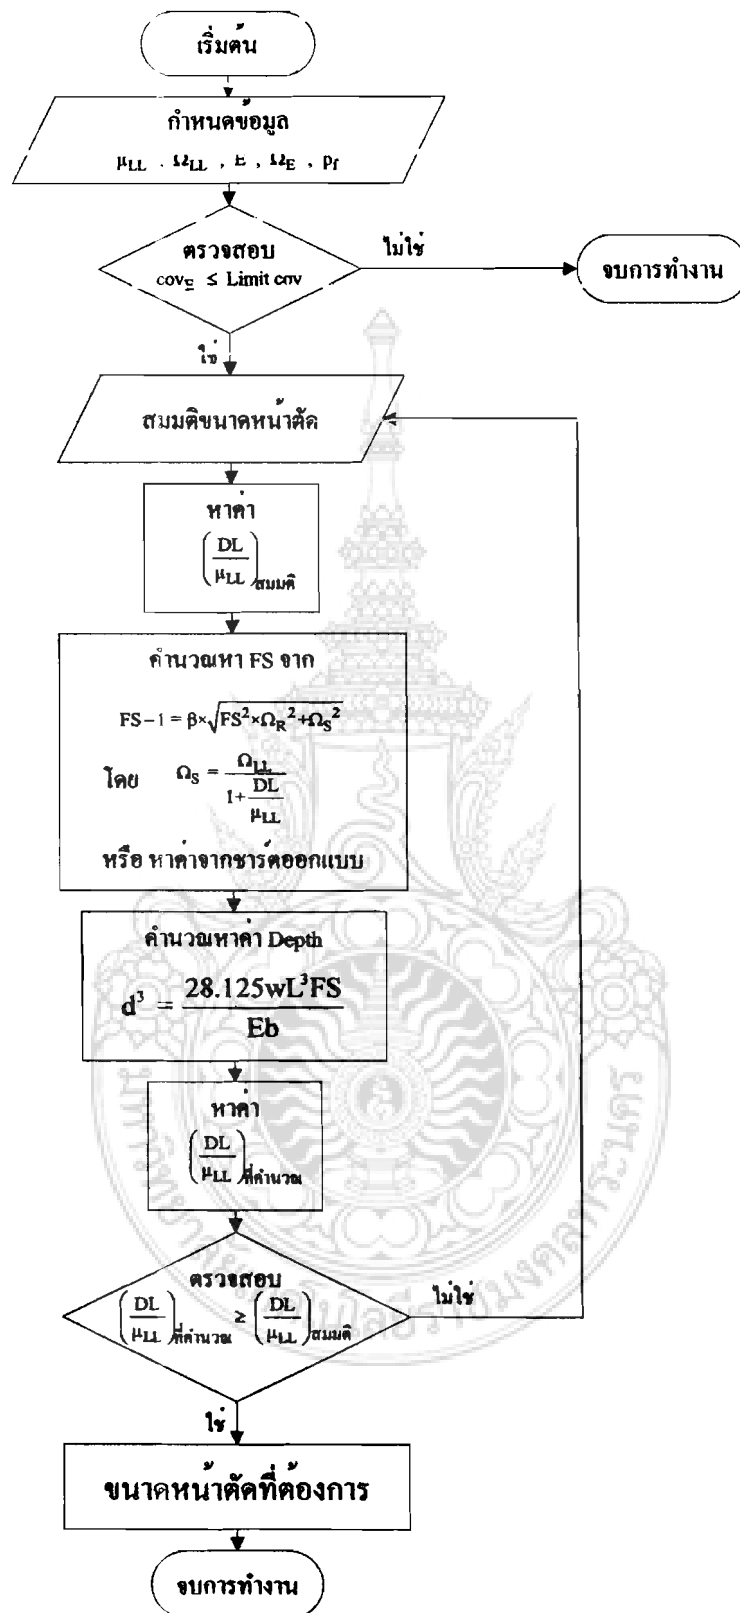 เริ่มต้น
กำหนดข้อมูล
μLL , ΩLL , E , ΩE , pf
ตรวจสอบ
covE ≤ Limit cov
ไม่ใช่
จบการทำงาน
ใช่
สมมติขนาดหน้าตัด
หาค่า
(DL/μLL)สมมติ
คำนวณหา FS จาก
FS−1 = β×√(FS²×ΩR²+ΩS²)
โดย ΩS = ΩLL/(1+DL/μLL)
หรือ หาค่าจากชาร์ตออกแบบ
คำนวณหาค่า Depth
d³ = 28.125wL³FS/Eb
หาค่า
(DL/μLL)ที่คำนวณ
ตรวจสอบ
(DL/μLL)ที่คำนวณ ≥ (DL/μLL)สมมติ
ไม่ใช่
ใช่
ขนาดหน้าตัดที่ต้องการ
จบการทำงาน